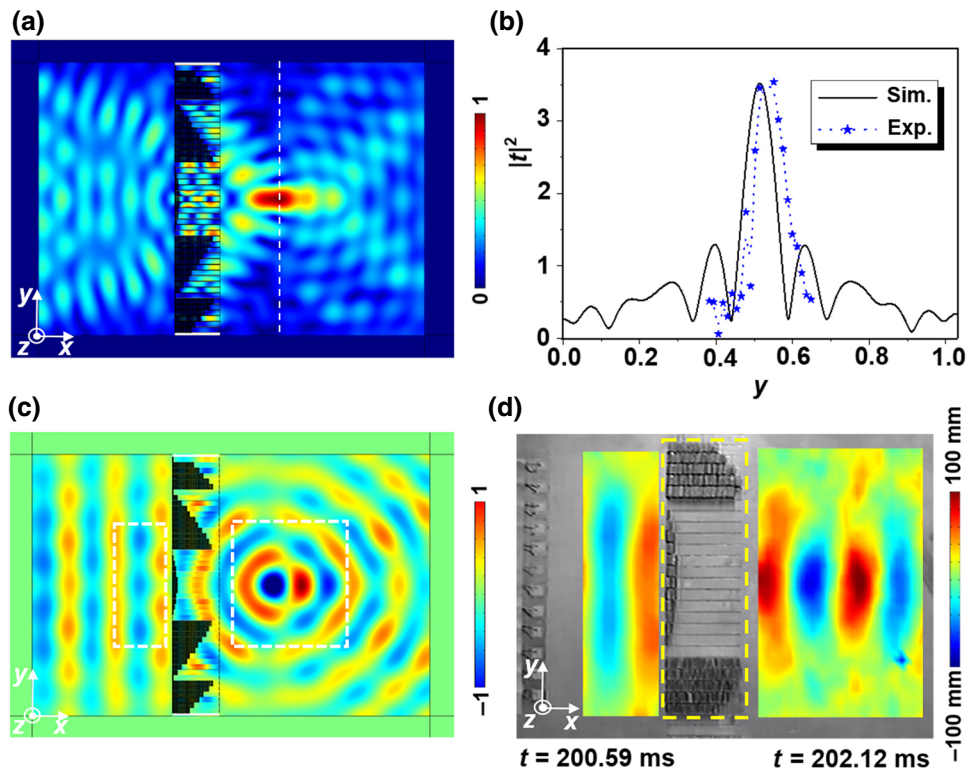 (a)
y
z
x
1
0
(b)
4
3
2
1
0
|t|²
0.0
0.2
0.4
0.6
0.8
1.0
y
Sim.
Exp.
(c)
y
z
x
1
–1
(d)
y
z
x
100 mm
–100 mm
t = 200.59 ms
t = 202.12 ms